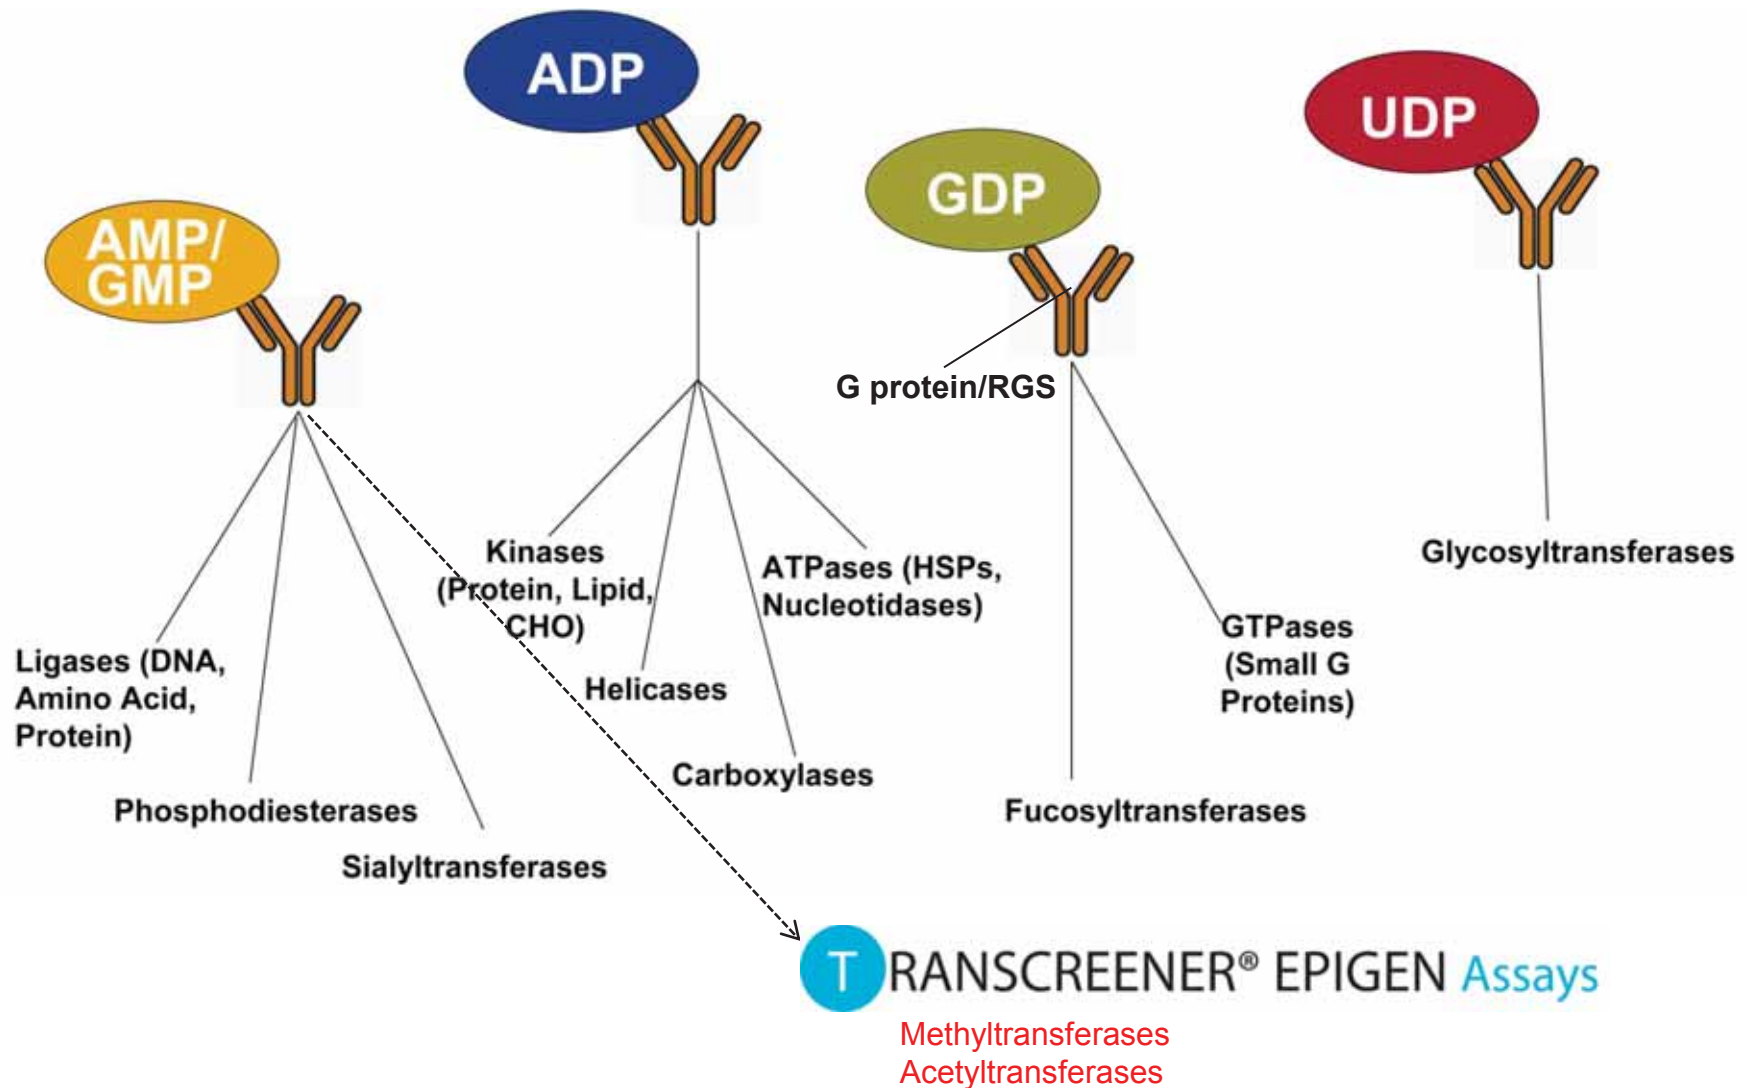 ADP
UDP
GDP
AMP/
GMP
G protein/RGS
Kinases
(Protein, Lipid,
CHO)
ATPases (HSPs,
Nucleotidases)
Glycosyltransferases
GTPases
(Small G
Proteins)
Ligases (DNA,
Amino Acid,
Protein)
Helicases
Carboxylases
Phosphodiesterases
Fucosyltransferases
Sialyltransferases
TRANSCREENER® EPIGEN Assays
Methyltransferases
Acetyltransferases